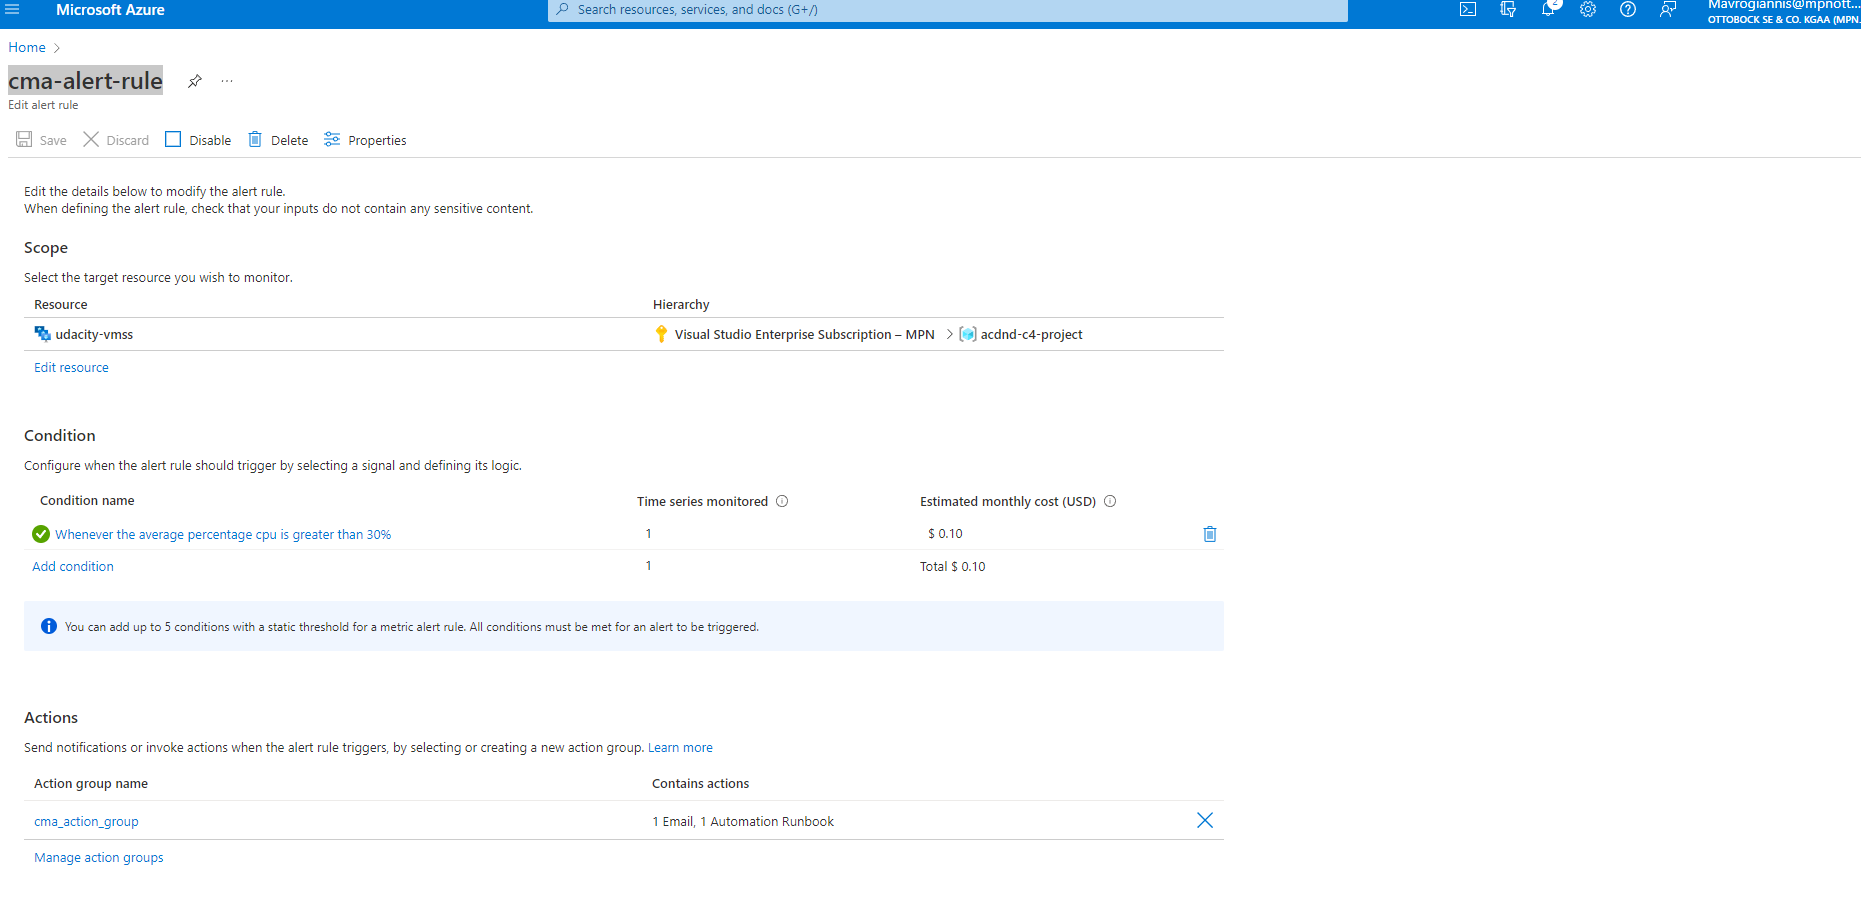 Microsoft Azure
Search resources, services, and docs (G+/)
2
Mavrogiannis@mpnott...
OTTOBOCK SE & CO. KGAA (MPN.
Home
cma-alert-rule
...
Edit alert rule
Save Discard Disable Delete Properties
Edit the details below to modify the alert rule.
When defining the alert rule, check that your inputs do not contain any sensitive content.
Scope
Select the target resource you wish to monitor.
Resource Hierarchy
udacity-vmss Visual Studio Enterprise Subscription – MPN > acdnd-c4-project
Edit resource
Condition
Configure when the alert rule should trigger by selecting a signal and defining its logic.
Condition name Time series monitored Estimated monthly cost (USD)
Whenever the average percentage cpu is greater than 30% 1 $ 0.10
Add condition 1 Total $ 0.10
You can add up to 5 conditions with a static threshold for a metric alert rule. All conditions must be met for an alert to be triggered.
Actions
Send notifications or invoke actions when the alert rule triggers, by selecting or creating a new action group. Learn more
Action group name Contains actions
cma_action_group 1 Email, 1 Automation Runbook
Manage action groups